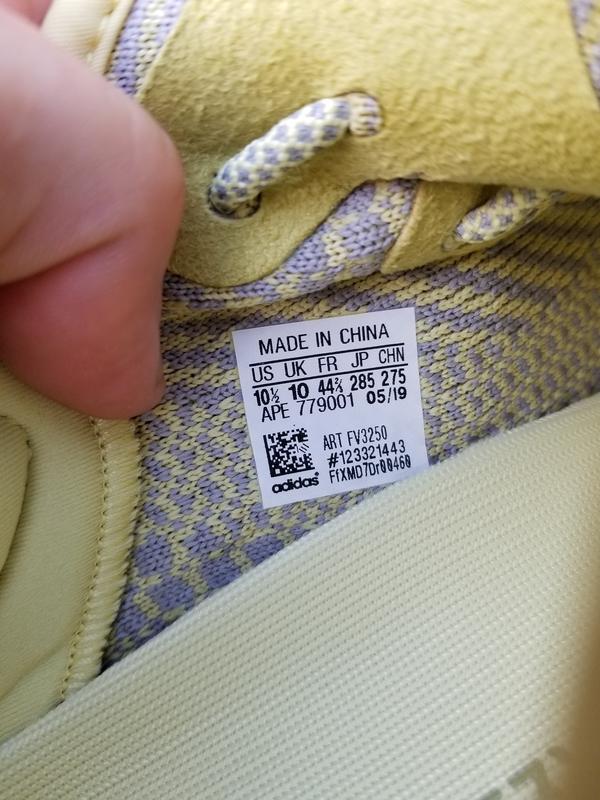 MADE IN CHINA
US UK FR JP CHN
10½ 10 44⅔ 285 275
APE 779001 05/19
ART FV3250
#123321443
FfXMD7Dr00460
adidas